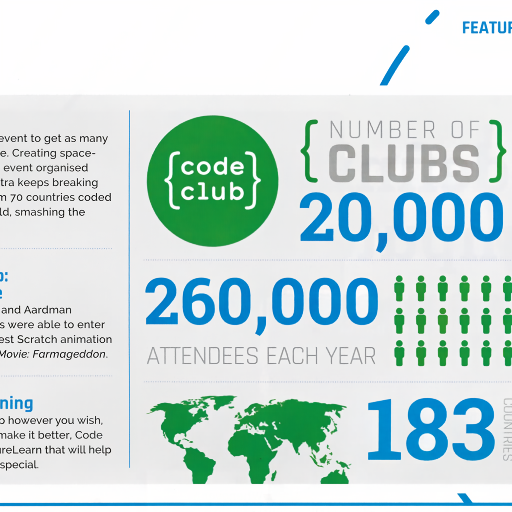 FEATUR
event to get as many
e. Creating space-
event organised
tra keeps breaking
m 70 countries coded
ld, smashing the
o:
e
and Aardman
s were able to enter
est Scratch animation
Movie: Farmageddon.
ning
o however you wish,
make it better, Code
ureLearn that will help
special.
{code
club}
{NUMBER OF
CLUBS}
20,000
260,000
ATTENDEES EACH YEAR
183
COUNTRIES